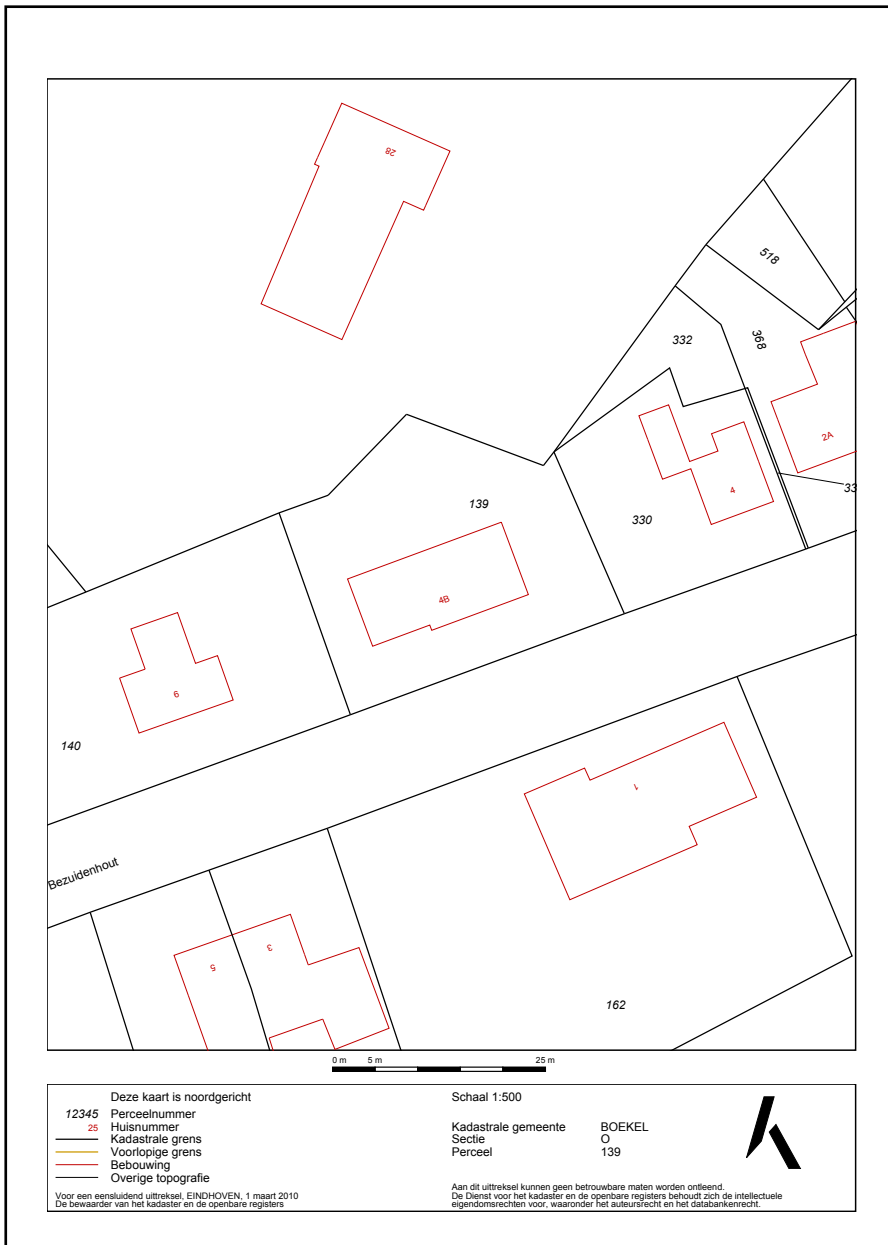 28
518
332
368
2A
139
4
33
330
4B
6
140
1
Bezuidenhout
3
5
162
0 m 5 m 25 m
Deze kaart is noordgericht
12345 Perceelnummer
25 Huisnummer
Kadastrale grens
Voorlopige grens
Bebouwing
Overige topografie
Voor een eensluidend uittreksel, EINDHOVEN, 1 maart 2010
De bewaarder van het kadaster en de openbare registers
Schaal 1:500
Kadastrale gemeente BOEKEL
Sectie O
Perceel 139
Aan dit uittreksel kunnen geen betrouwbare maten worden ontleend.
De Dienst voor het kadaster en de openbare registers behoudt zich de intellectuele
eigendomsrechten voor, waaronder het auteursrecht en het databankenrecht.